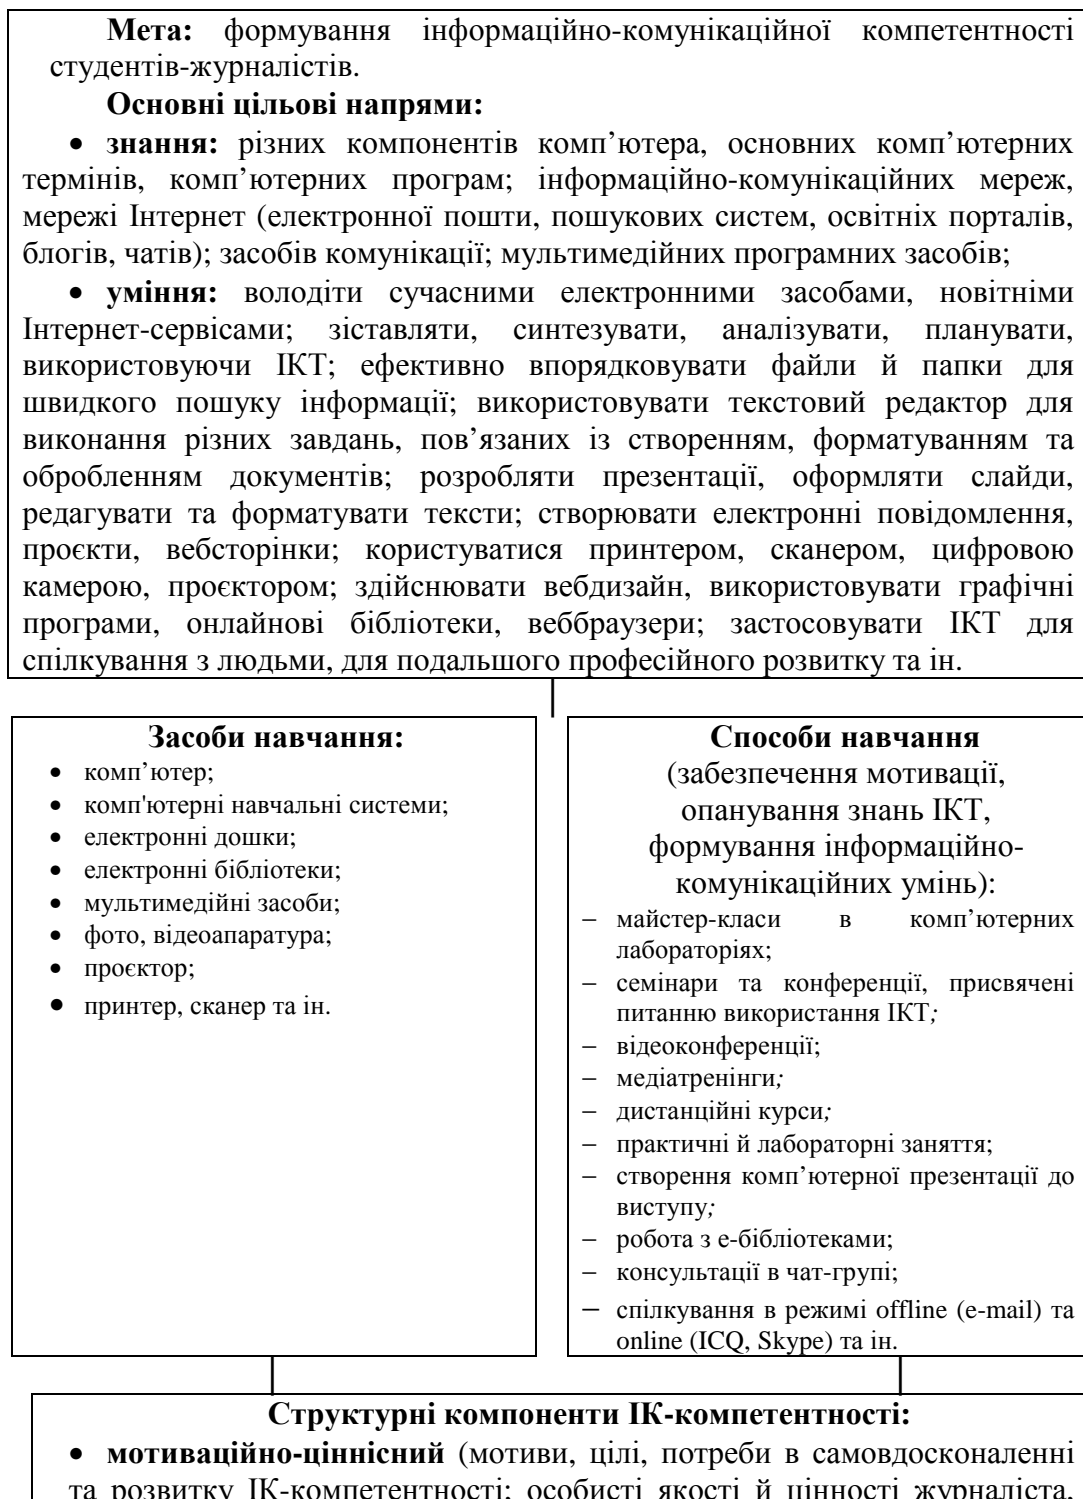 Мета: формування інформаційно-комунікаційної компетентності
студентів-журналістів.
Основні цільові напрями:
• знання: різних компонентів комп’ютера, основних комп’ютерних
термінів, комп’ютерних програм; інформаційно-комунікаційних мереж,
мережі Інтернет (електронної пошти, пошукових систем, освітніх порталів,
блогів, чатів); засобів комунікації; мультимедійних програмних засобів;
• уміння: володіти сучасними електронними засобами, новітніми
Інтернет-сервісами; зіставляти, синтезувати, аналізувати, планувати,
використовуючи ІКТ; ефективно впорядковувати файли й папки для
швидкого пошуку інформації; використовувати текстовий редактор для
виконання різних завдань, пов’язаних із створенням, форматуванням та
обробленням документів; розробляти презентації, оформляти слайди,
редагувати та форматувати тексти; створювати електронні повідомлення,
проєкти, вебсторінки; користуватися принтером, сканером, цифровою
камерою, проєктором; здійснювати вебдизайн, використовувати графічні
програми, онлайнові бібліотеки, веббраузери; застосовувати ІКТ для
спілкування з людьми, для подальшого професійного розвитку та ін.
Засоби навчання:
• комп’ютер;
• комп'ютерні навчальні системи;
• електронні дошки;
• електронні бібліотеки;
• мультимедійні засоби;
• фото, відеоапаратура;
• проєктор;
• принтер, сканер та ін.
Способи навчання
(забезпечення мотивації,
опанування знань ІКТ,
формування інформаційно-
комунікаційних умінь):
– майстер-класи в комп’ютерних
лабораторіях;
– семінари та конференції, присвячені
питанню використання ІКТ;
– відеоконференції;
– медіатренінги;
– дистанційні курси;
– практичні й лабораторні заняття;
– створення комп’ютерної презентації до
виступу;
– робота з е-бібліотеками;
– консультації в чат-групі;
– спілкування в режимі offline (e-mail) та
online (ICQ, Skype) та ін.
Структурні компоненти ІК-компетентності:
• мотиваційно-ціннісний (мотиви, цілі, потреби в самовдосконаленні
та розвитку ІК-компетентності; особисті якості й цінності журналіста,